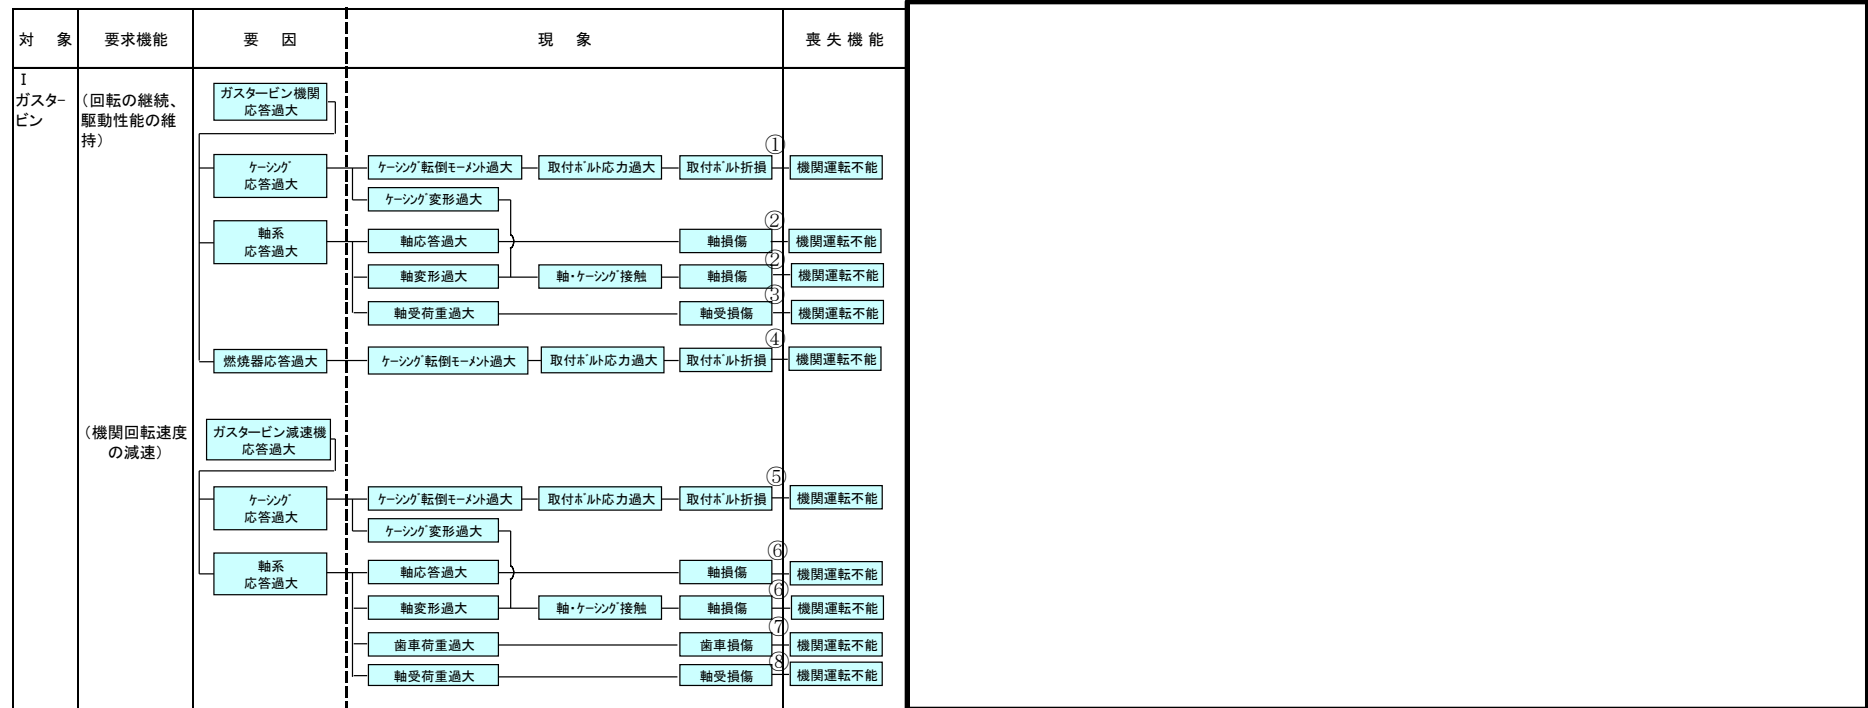 対 象 要求機能 要 因 現 象 喪失機能
I
ガスタービン
(回転の継続、
駆動性能の維
持)
ガスタービン機関
応答過大
①
ケーシング
応答過大
ケーシング転倒モーメント過大 取付ボルト応力過大 取付ボルト折損 機関運転不能
ケーシング変形過大
②
軸系
応答過大
軸応答過大 軸損傷 機関運転不能
②
軸変形過大 軸・ケーシング接触 軸損傷 機関運転不能
③
軸受荷重過大 軸受損傷 機関運転不能
④
燃焼器応答過大 ケーシング転倒モーメント過大 取付ボルト応力過大 取付ボルト折損 機関運転不能
(機関回転速度
の減速)
ガスタービン減速機
応答過大
⑤
ケーシング
応答過大
ケーシング転倒モーメント過大 取付ボルト応力過大 取付ボルト折損 機関運転不能
ケーシング変形過大
⑥
軸系
応答過大
軸応答過大 軸損傷 機関運転不能
⑥
軸変形過大 軸・ケーシング接触 軸損傷 機関運転不能
⑦
歯車荷重過大 歯車損傷 機関運転不能
⑧
軸受荷重過大 軸受損傷 機関運転不能